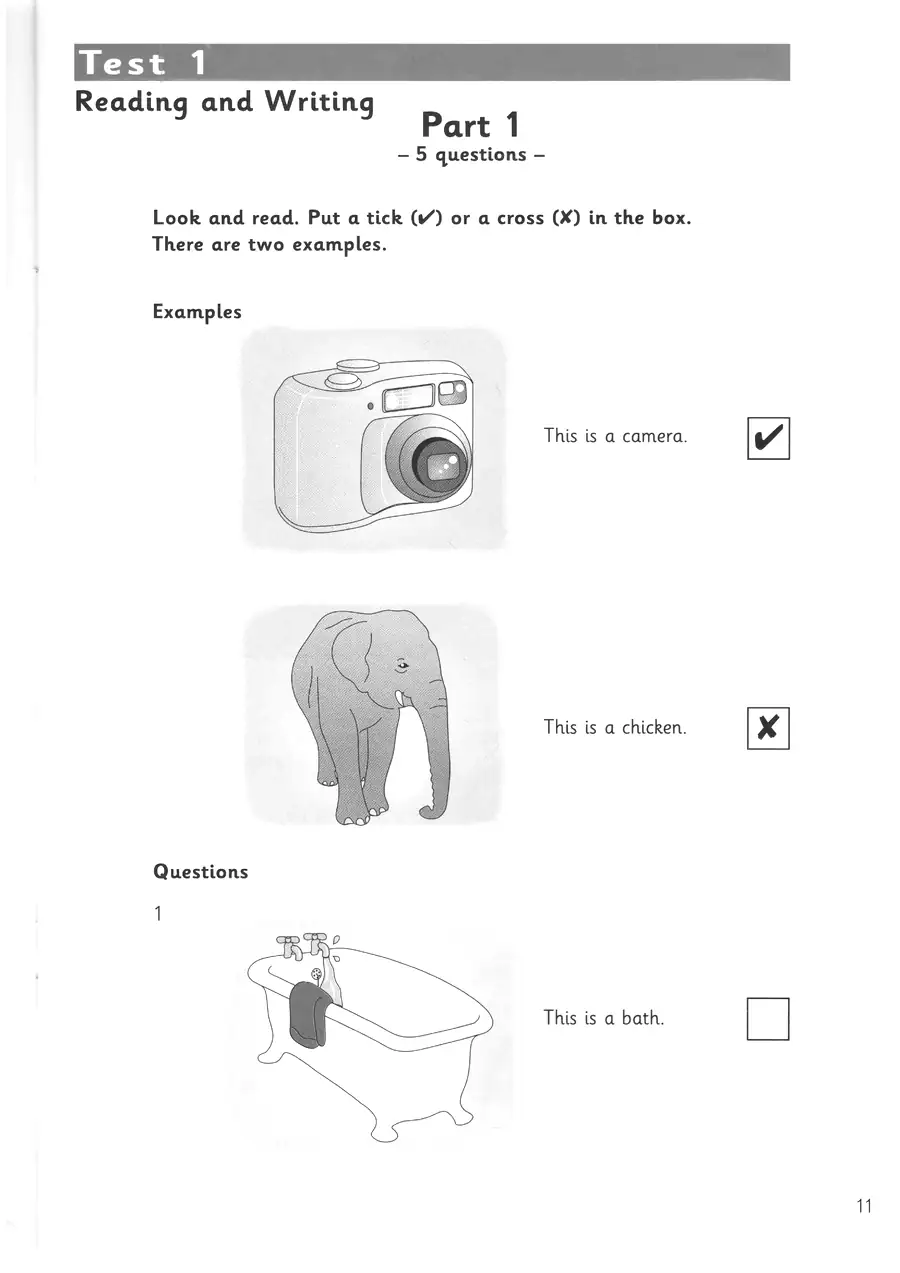 Test 1
Reading and Writing
Part 1
– 5 questions –
Look and read. Put a tick (✔) or a cross (✘) in the box.
There are two examples.
Examples
This is a camera. ✔
This is a chicken. ✘
Questions
1
This is a bath.
11